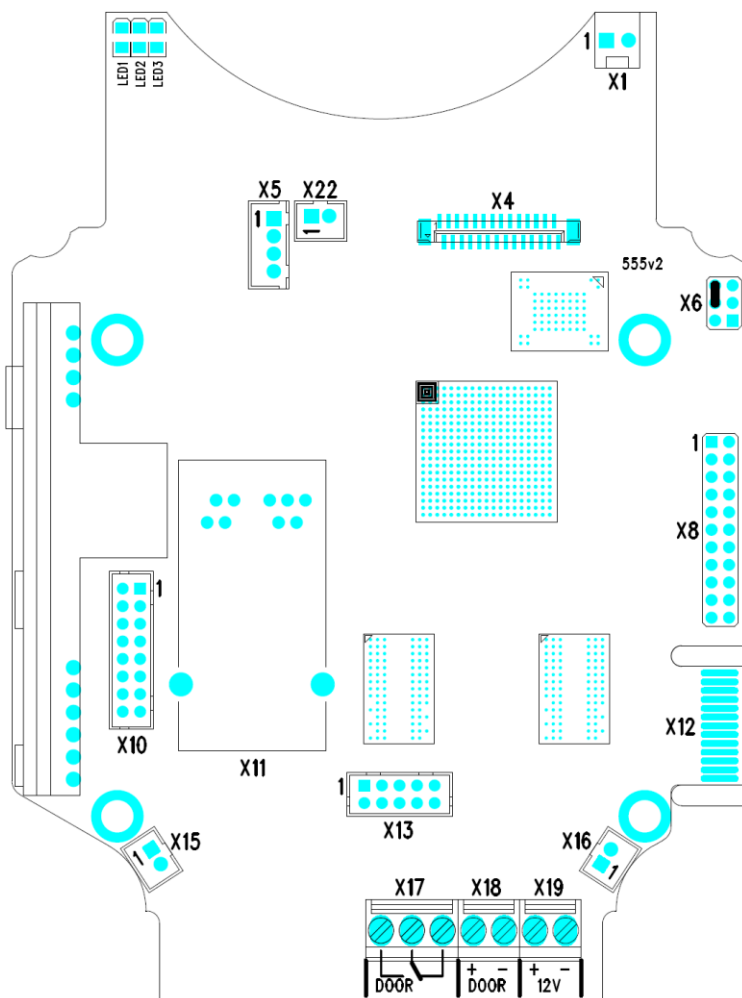 LED1
LED2
LED3
1
X1
X5
X22
X4
1
1
555v2
X6
1
X8
1
X10
X11
X12
1
X13
X15
1
X16
1
X17
X18
X19
+ -
+ -
DOOR
DOOR
12V